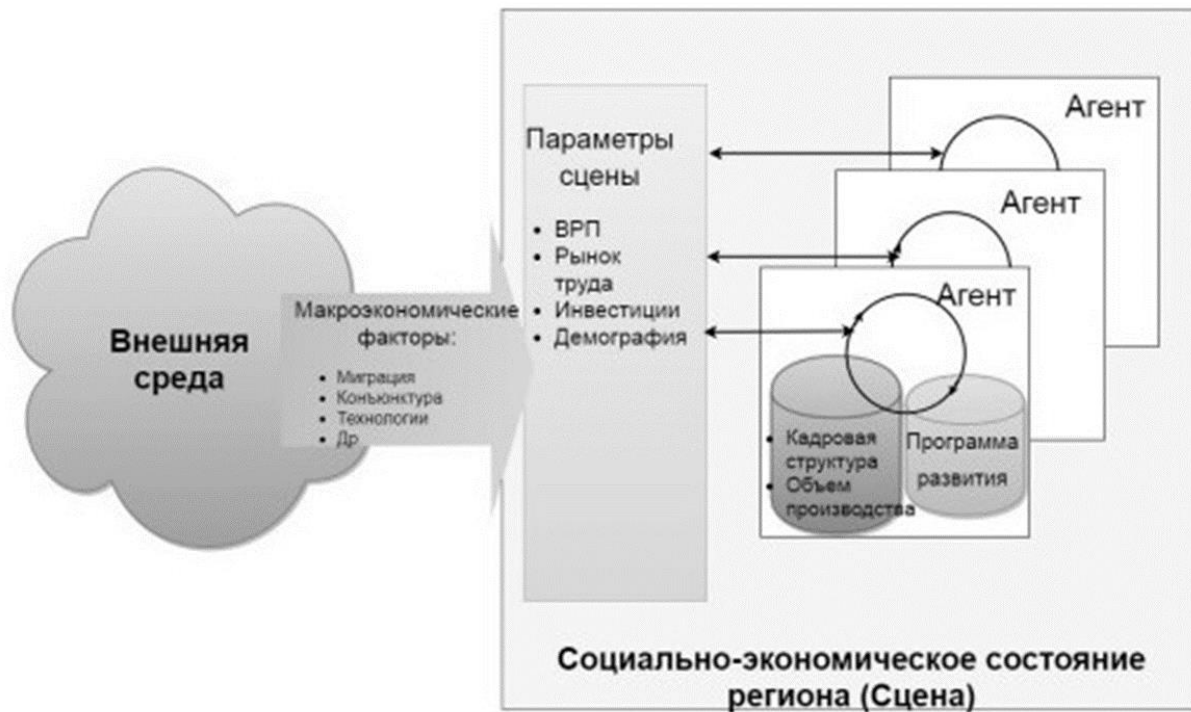 Внешняя
среда
Макроэкономические
факторы:
• Миграция
• Конъюнктура
• Технологии
• Др
Параметры
сцены
• ВРП
• Рынок
труда
• Инвестиции
• Демография
Агент
Агент
Агент
• Кадровая
структура
• Объем
производства
Программа
развития
Социально-экономическое состояние
региона (Сцена)